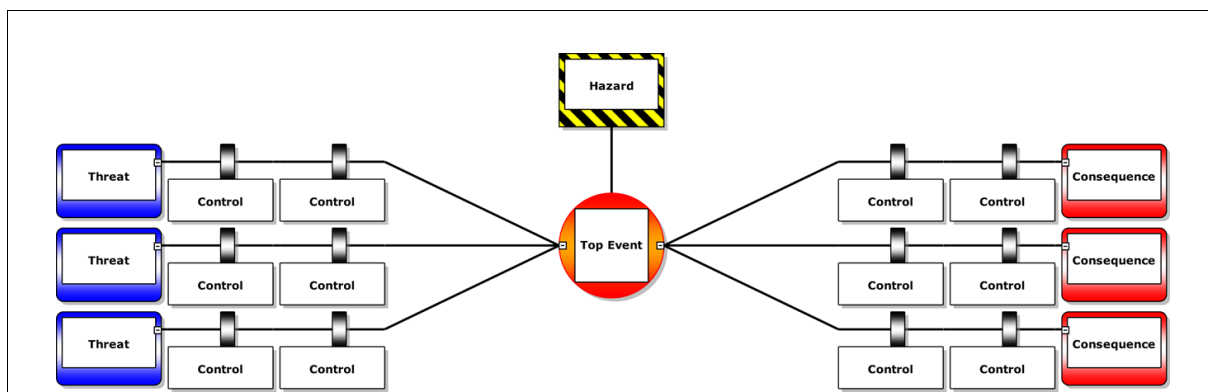 Hazard
Threat
Consequence
Control
Control
Control
Control
Threat
Top Event
Consequence
Control
Control
Control
Control
Threat
Consequence
Control
Control
Control
Control